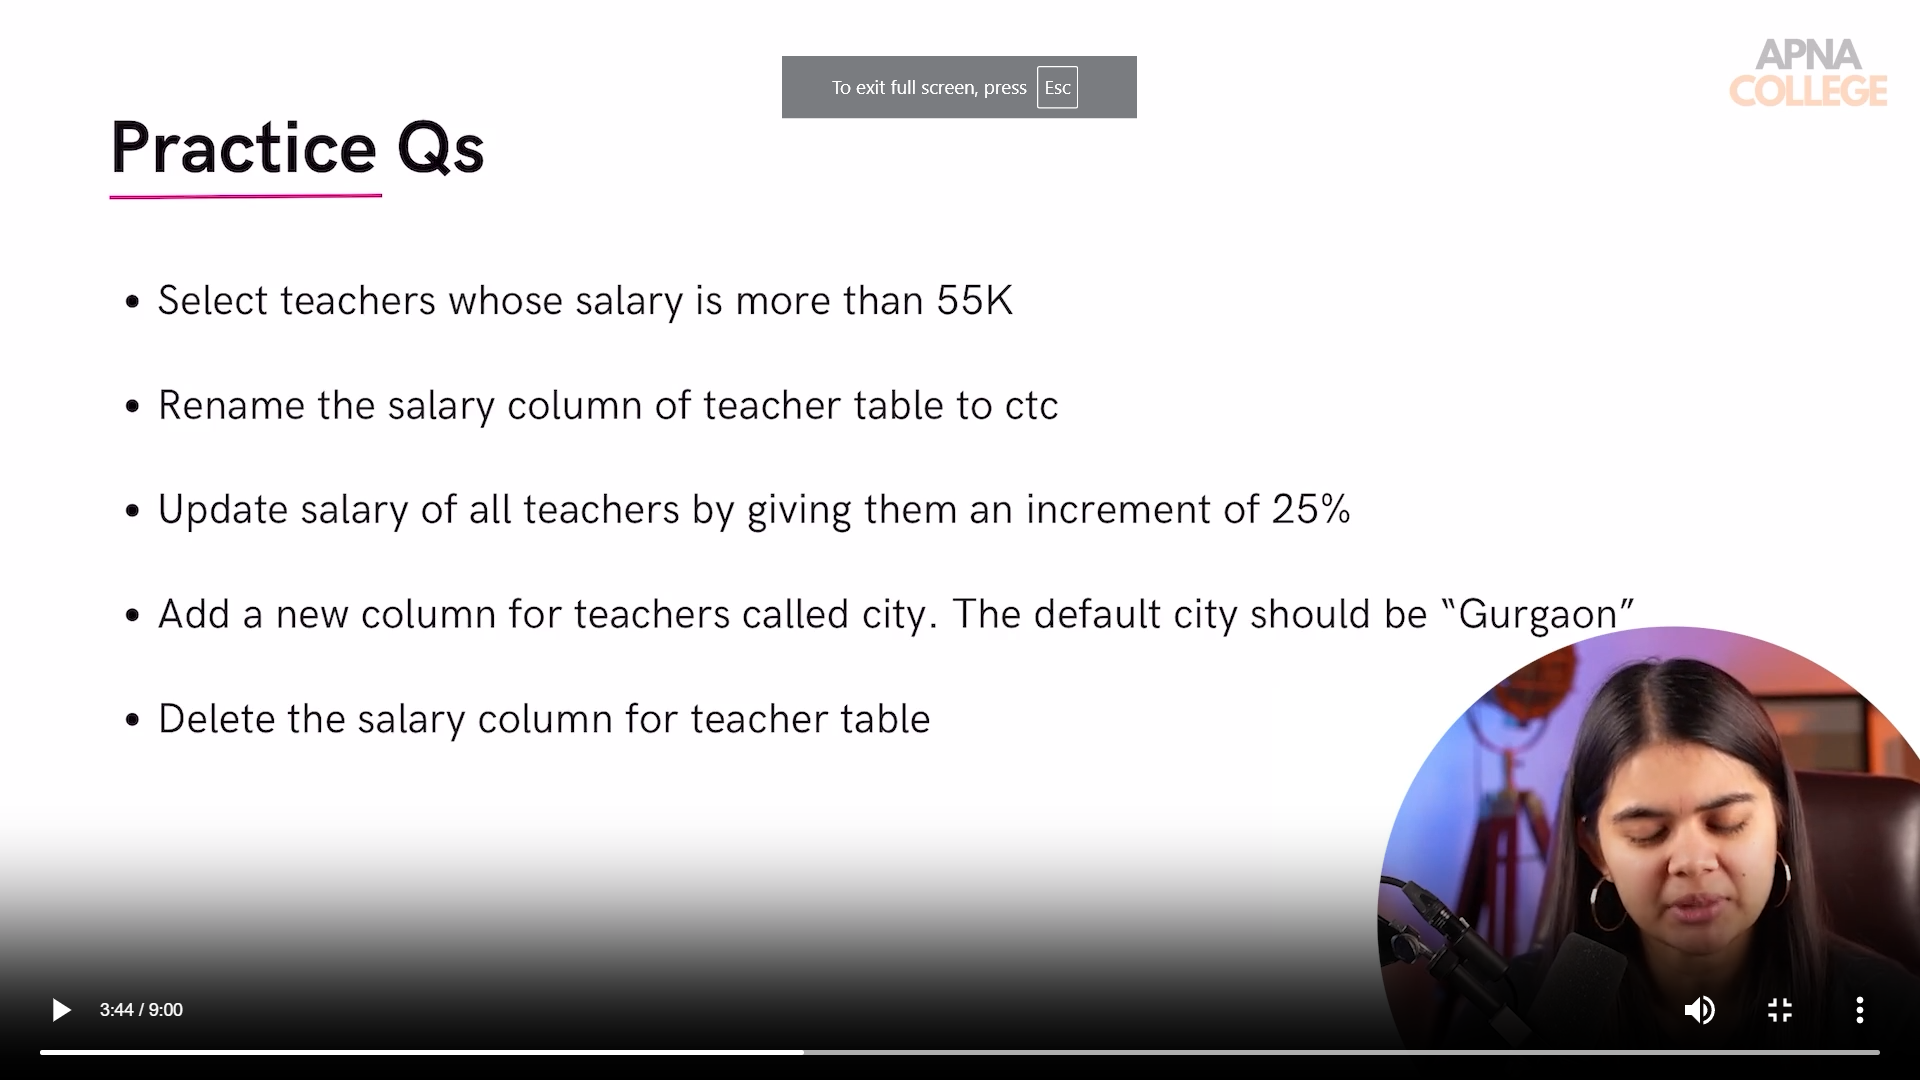 To exit full screen, press Esc
APNA
COLLEGE
Practice Qs
• Select teachers whose salary is more than 55K
• Rename the salary column of teacher table to ctc
• Update salary of all teachers by giving them an increment of 25%
• Add a new column for teachers called city. The default city should be “Gurgaon”
• Delete the salary column for teacher table
3:44 / 9:00